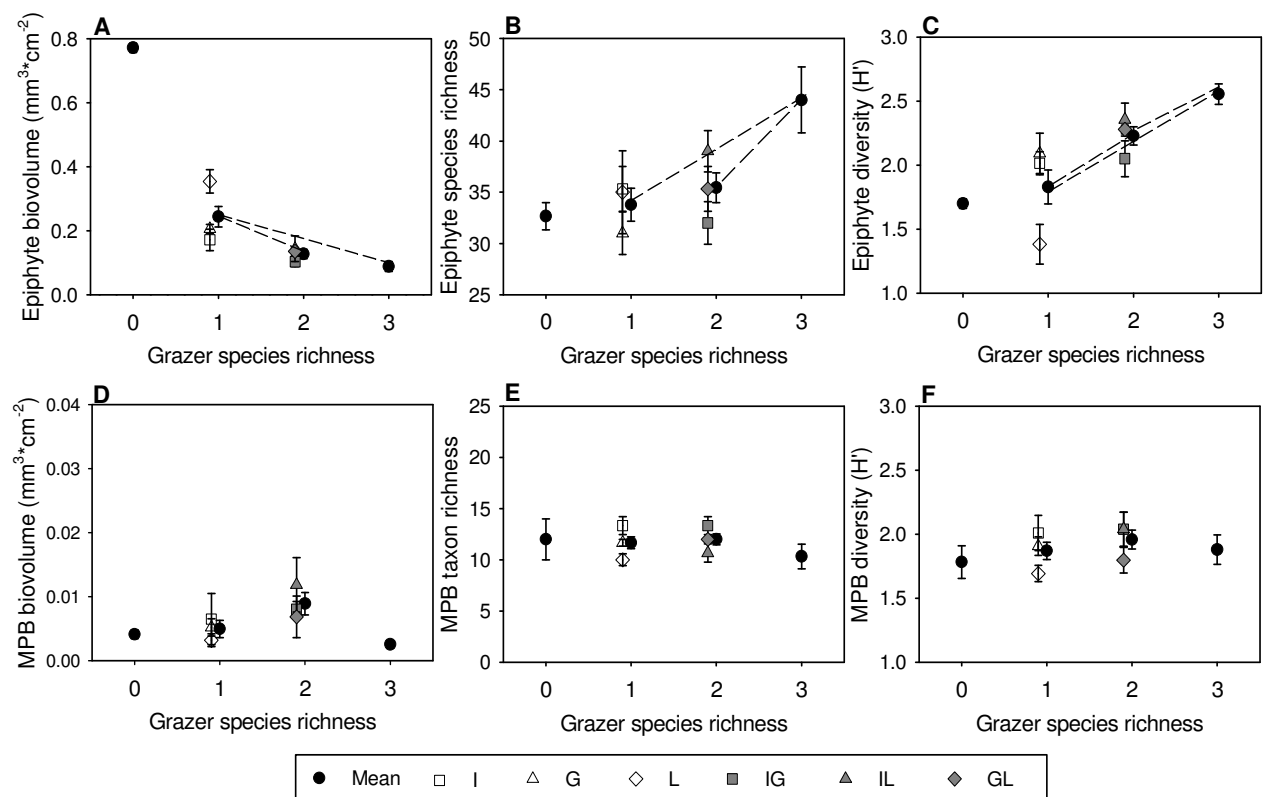 A
Epiphyte biovolume (mm³*cm⁻²)
0.8
0.6
0.4
0.2
0.0
0 1 2 3
Grazer species richness
B
Epiphyte species richness
50
45
40
35
30
25
0 1 2 3
Grazer species richness
C
Epiphyte diversity (H')
3.0
2.5
2.0
1.5
1.0
0 1 2 3
Grazer species richness
D
MPB biovolume (mm³*cm⁻²)
0.04
0.03
0.02
0.01
0.00
0 1 2 3
Grazer species richness
E
MPB taxon richness
25
20
15
10
5
0
0 1 2 3
Grazer species richness
F
MPB diversity (H')
3.0
2.5
2.0
1.5
1.0
0 1 2 3
Grazer species richness
Mean I G L IG IL GL